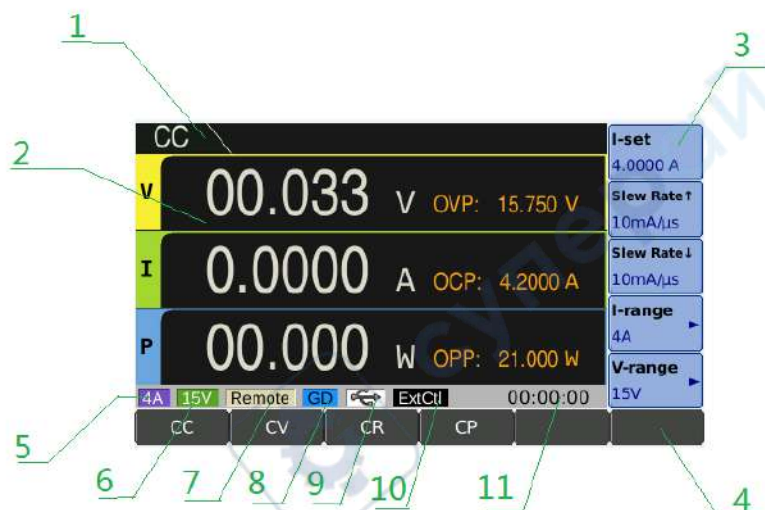 1
3
CC
I-set
4.0000 A
2
V 00.033 V OVP: 15.750 V
Slew Rate↑
10mA/µs
I 0.0000 A OCP: 4.2000 A
Slew Rate↓
10mA/µs
I-range
4A
P 00.000 W OPP: 21.000 W
V-range
15V
4A 15V Remote GD ExtCtl 00:00:00
CC CV CR CP
5 6 7 8 9 10 11 4